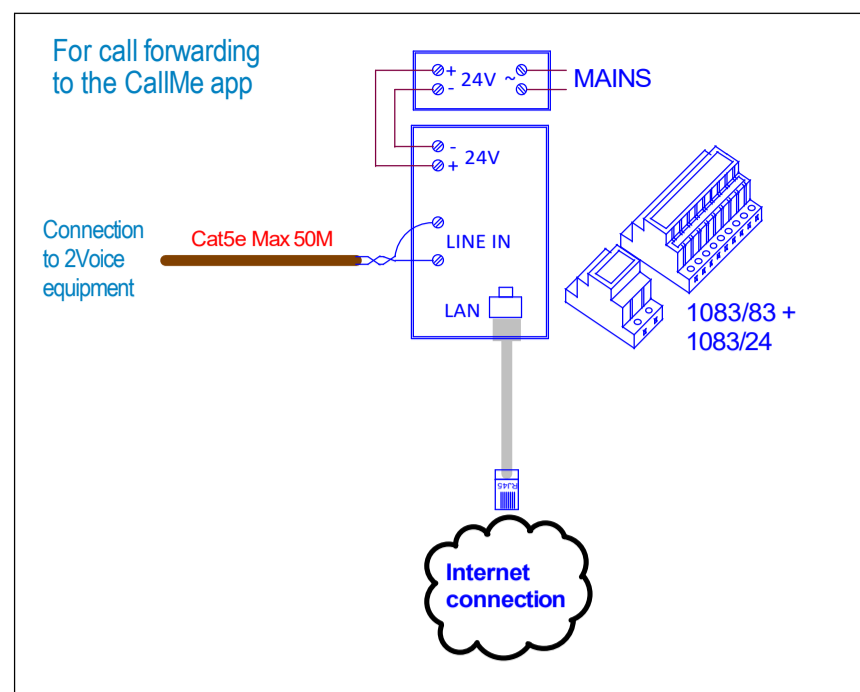 For call forwarding
to the CallMe app
+ 24V ~ MAINS
-
- 24V
+
Connection
to 2Voice
equipment
Cat5e Max 50M
LINE IN
LAN
1083/83 +
1083/24
RJ45
Internet
connection